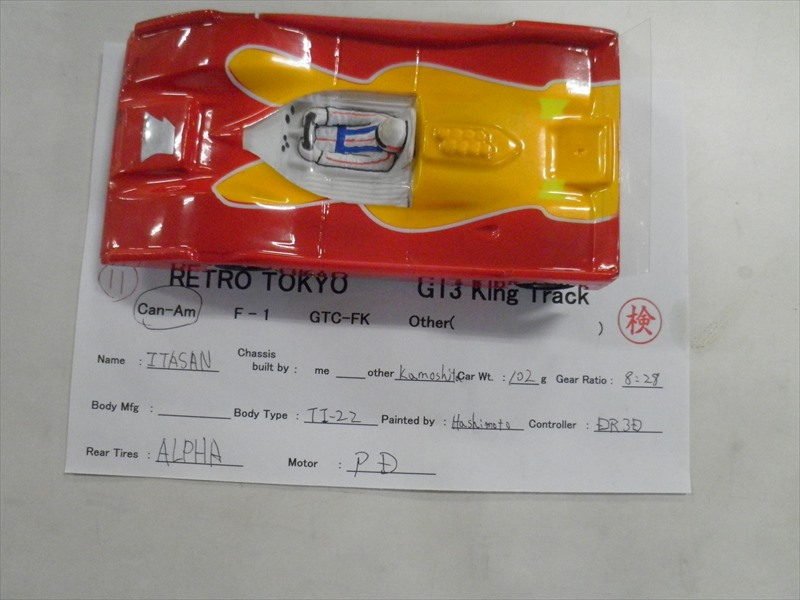 11 RETRO TOKYO GT3 King Track
Can-Am F-1 GTC-FK Other( ) 検
Name : ITASAN Chassis built by : me other Kamoshita Car Wt. : 102 g Gear Ratio : 8:28
Body Mfg : Body Type : TI-22 Painted by : Hashimoto Controller : DR30
Rear Tires : ALPHA Motor : PD